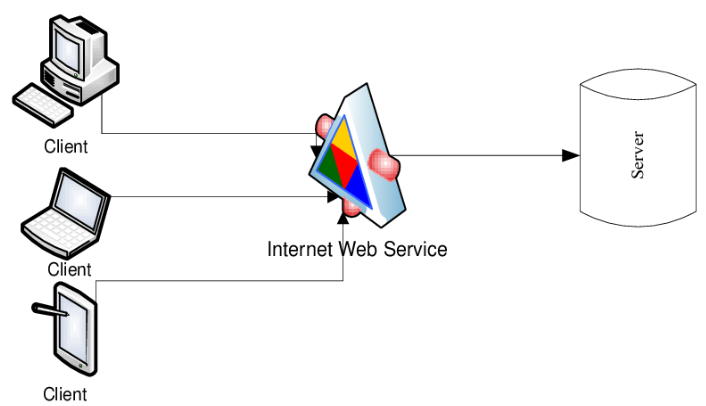 Client
Server
Internet Web Service
Client
Client